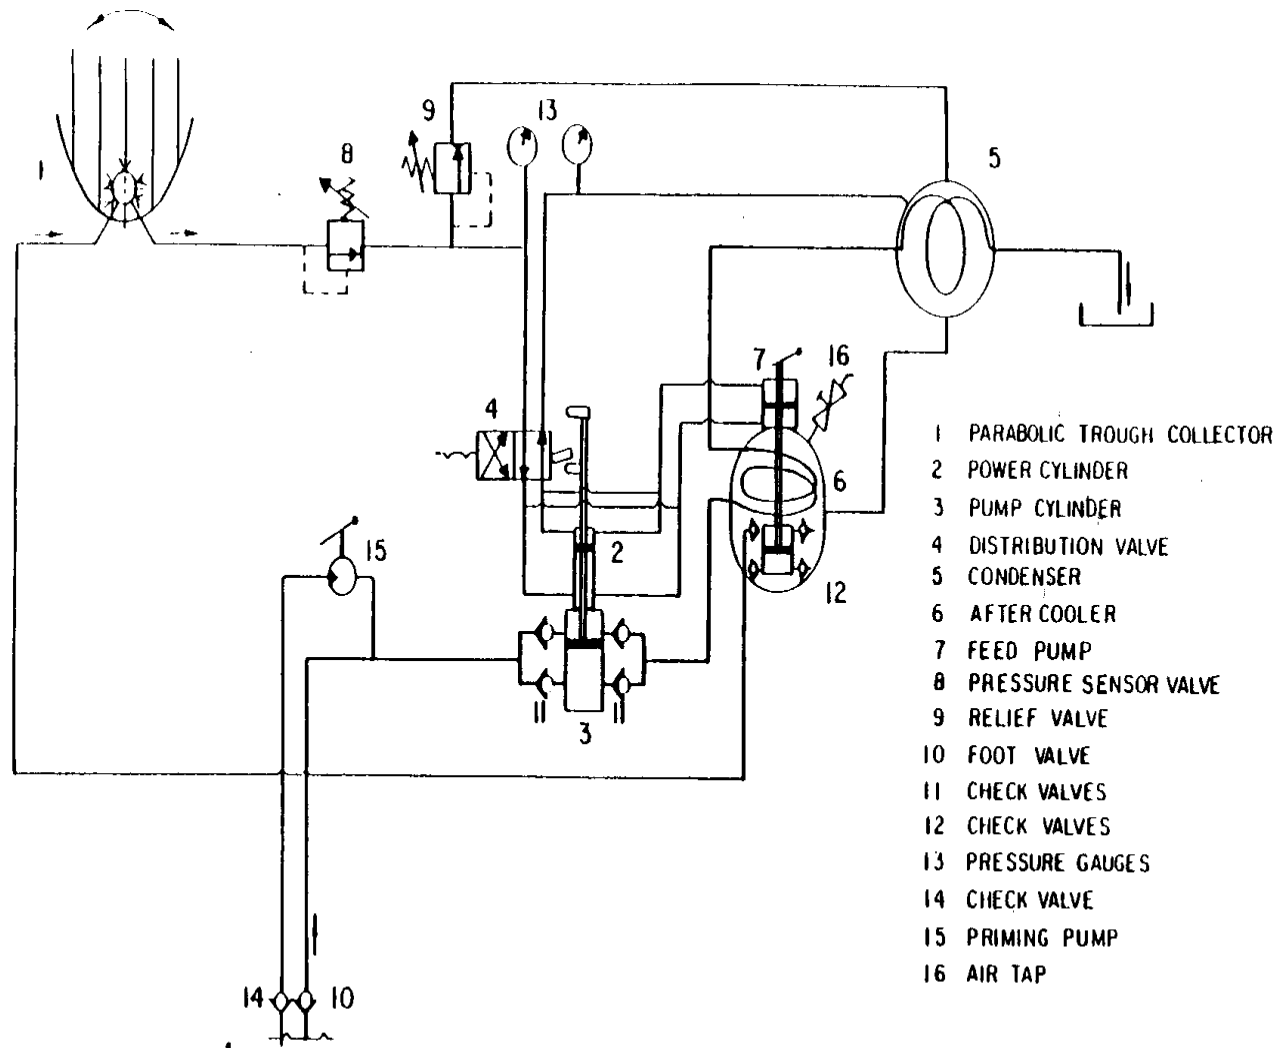 9
13
8
5
1
7
16
4
6
15
2
12
11
11
3
14
10
1 PARABOLIC TROUGH COLLECTOR
2 POWER CYLINDER
3 PUMP CYLINDER
4 DISTRIBUTION VALVE
5 CONDENSER
6 AFTER COOLER
7 FEED PUMP
8 PRESSURE SENSOR VALVE
9 RELIEF VALVE
10 FOOT VALVE
11 CHECK VALVES
12 CHECK VALVES
13 PRESSURE GAUGES
14 CHECK VALVE
15 PRIMING PUMP
16 AIR TAP